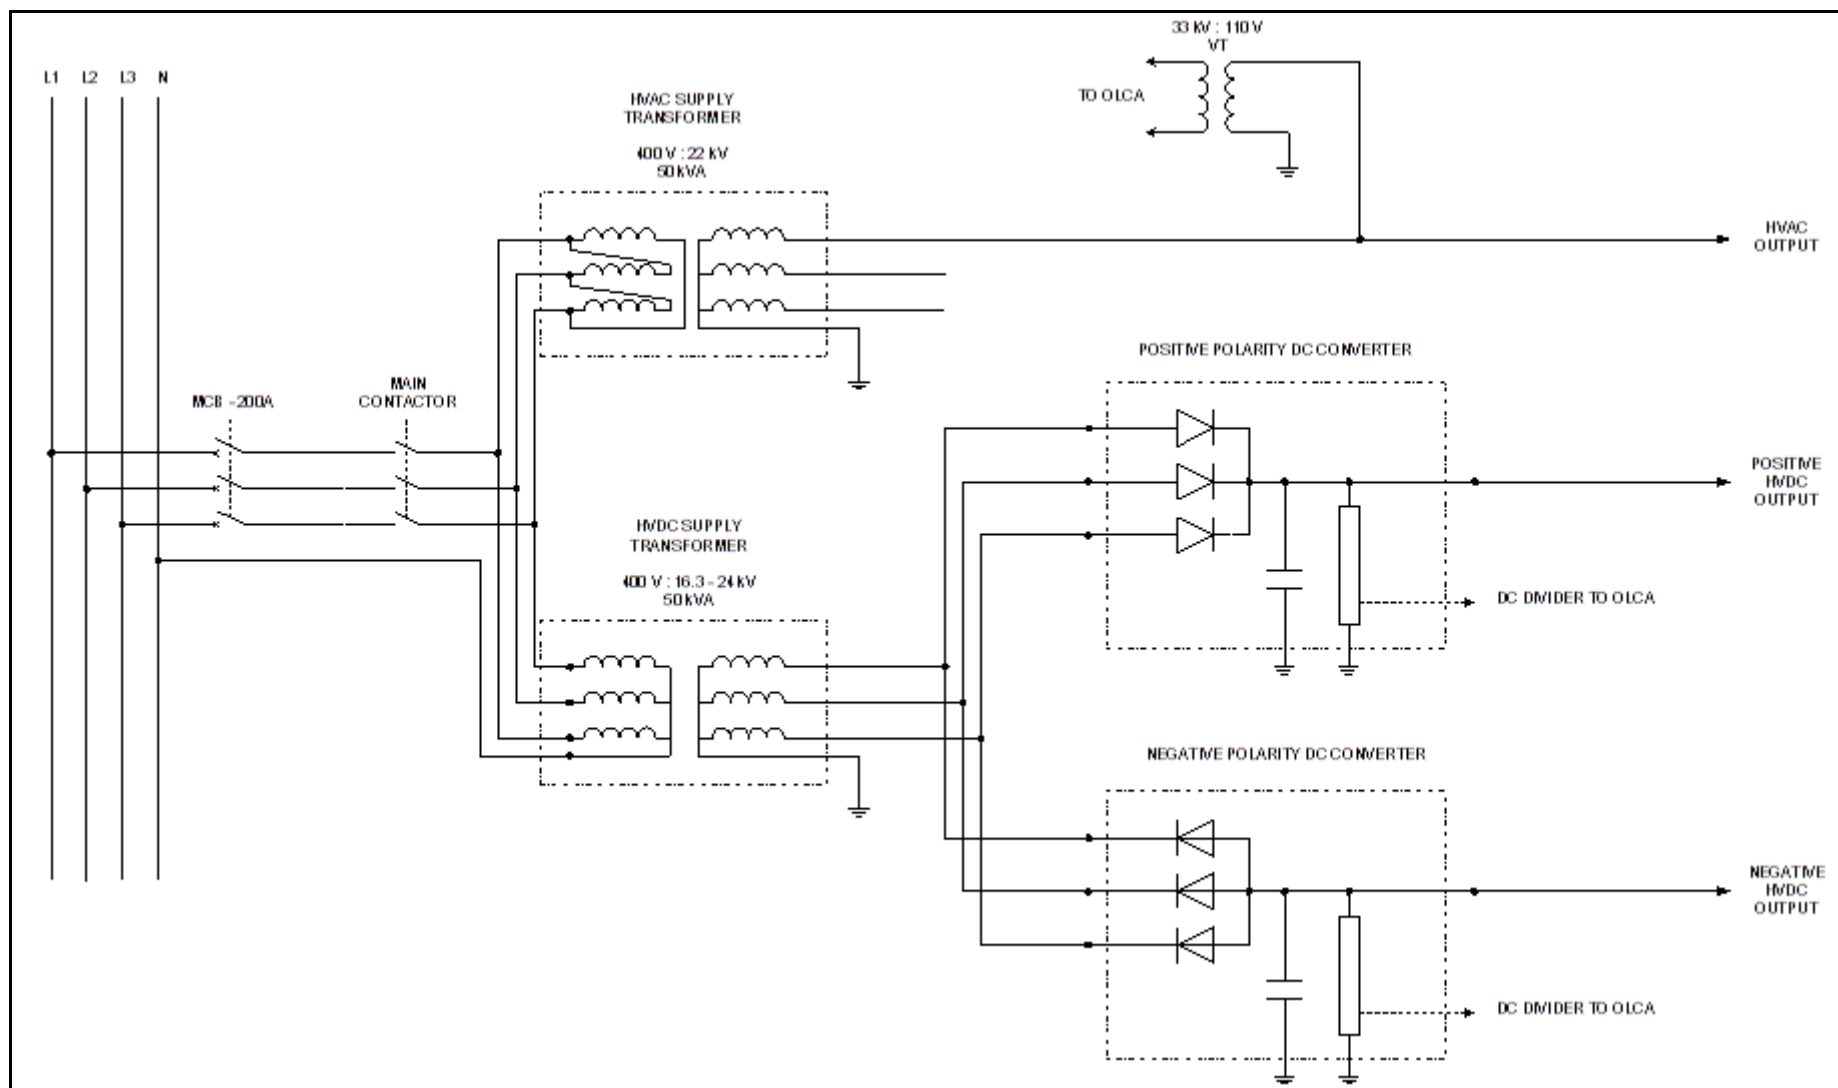 33 kV : 110 V
VT
L1 L2 L3 N
TO OLCA
HVAC SUPPLY
TRANSFORMER
400 V : 22 kV
50 kVA
HVAC
OUTPUT
POSITIVE POLARITY DC CONVERTER
MCB -200A
MAIN
CONTACTOR
POSITIVE
HVDC
OUTPUT
HVDC SUPPLY
TRANSFORMER
400 V : 16.3 - 24 kV
50 kVA
DC DIVIDER TO OLCA
NEGATIVE POLARITY DC CONVERTER
NEGATIVE
HVDC
OUTPUT
DC DIVIDER TO OLCA